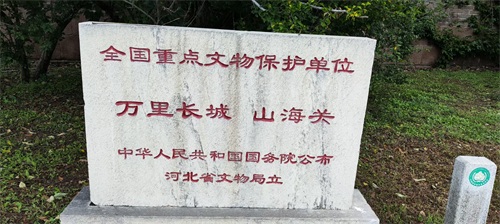 全国重点文物保护单位
万里长城 山海关
中华人民共和国国务院公布
河北省文物局立